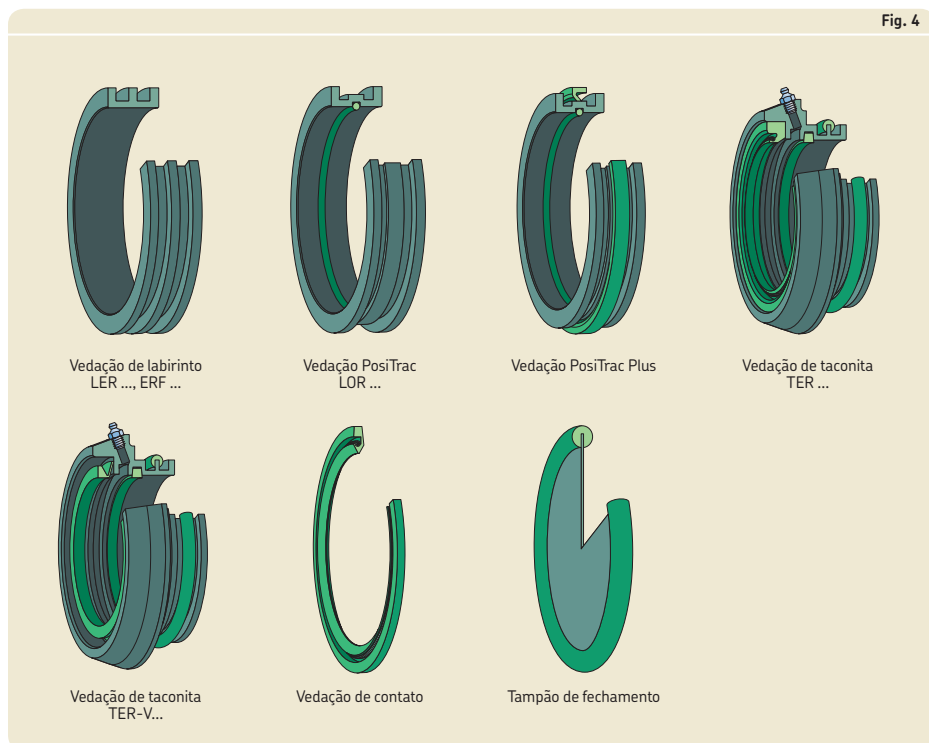 Fig. 4
Vedação de labirinto
LER ..., ERF ...
Vedação PosiTrac
LOR ...
Vedação PosiTrac Plus
Vedação de taconita
TER ...
Vedação de taconita
TER-V...
Vedação de contato
Tampão de fechamento